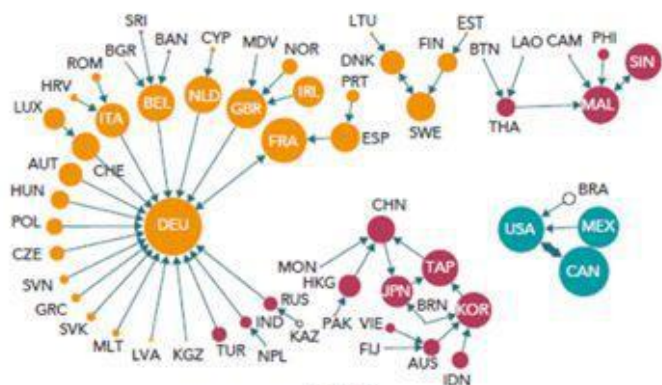 SRI
BAN
CYP
MDV
NOR
BGR
ROM
HRV
LUX
ITA
BEL
NLD
GBR
IRL
PRT
FRA
ESP
CHE
AUT
HUN
POL
CZE
SVN
GRC
SVK
MLT
LVA
KGZ
TUR
NPL
IND
RUS
KAZ
DEU
LTU
EST
DNK
FIN
SWE
BTN
LAO
CAM
PHI
SIN
THA
MAL
CHN
MON
HKG
TAP
JPN
BRN
KOR
PAK
VIE
FIJ
AUS
IDN
BRA
USA
MEX
CAN